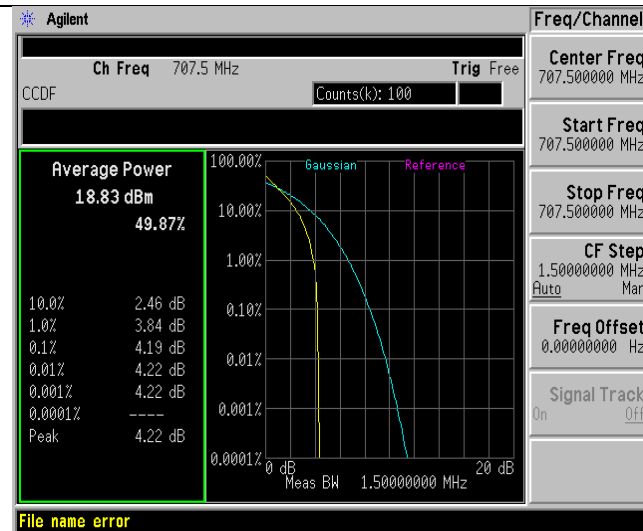 Agilent
Freq/Channel
Ch Freq 707.5 MHz
Trig Free
CCDF
Counts(k): 100
Average Power
18.83 dBm
49.87%
10.0% 2.46 dB
1.0% 3.84 dB
0.1% 4.19 dB
0.01% 4.22 dB
0.001% 4.22 dB
0.0001% ----
Peak 4.22 dB
Gaussian
Reference
100.00%
10.00%
1.00%
0.10%
0.01%
0.001%
0.0001%
0 dB
20 dB
Meas BW 1.50000000 MHz
Center Freq
707.500000 MHz
Start Freq
707.500000 MHz
Stop Freq
707.500000 MHz
CF Step
1.50000000 MHz
Auto Man
Freq Offset
0.00000000 Hz
Signal Track
On Off
File name error